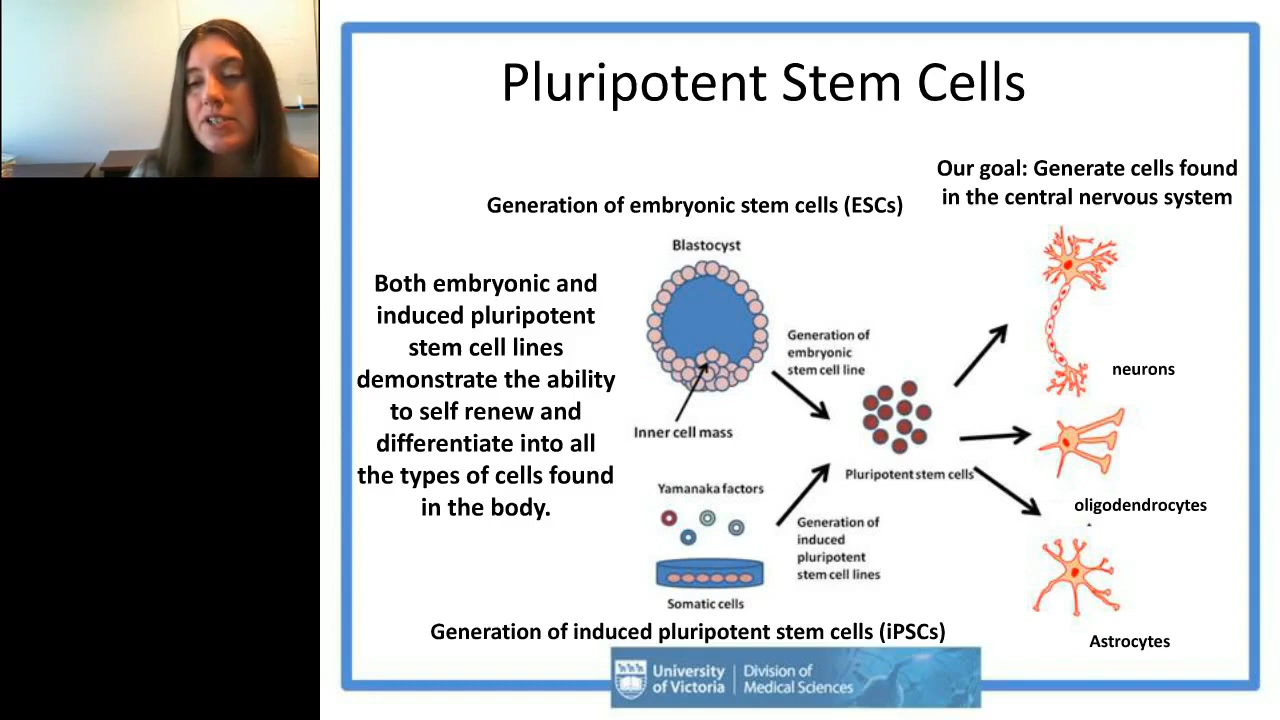 Pluripotent Stem Cells
Our goal: Generate cells found
in the central nervous system
Generation of embryonic stem cells (ESCs)
Blastocyst
Both embryonic and
induced pluripotent
stem cell lines
demonstrate the ability
to self renew and
differentiate into all
the types of cells found
in the body.
Generation of
embryonic
stem cell line
neurons
Inner cell mass
Pluripotent stem cells
Yamanaka factors
oligodendrocytes
Generation of
induced
pluripotent
stem cell lines
Somatic cells
Generation of induced pluripotent stem cells (iPSCs)
Astrocytes
University
of Victoria
Division of
Medical Sciences